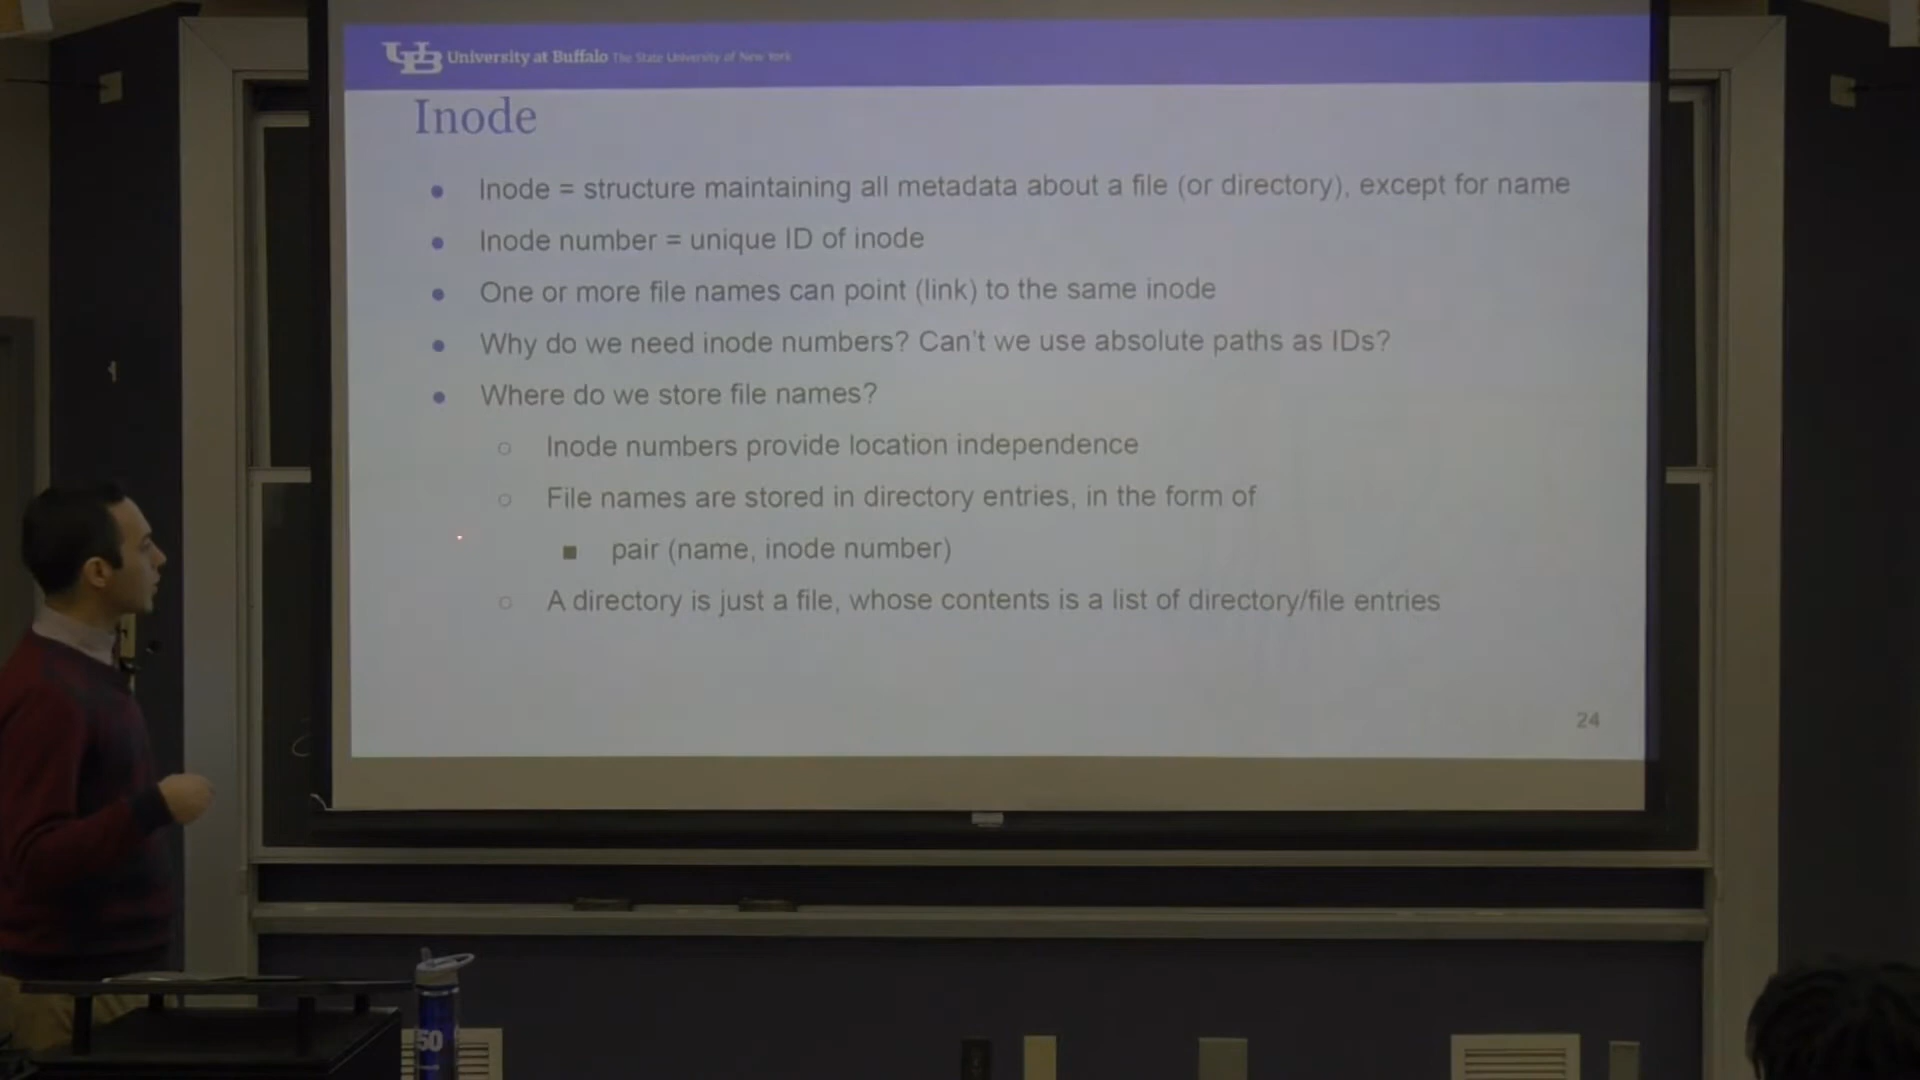 UB University at Buffalo The State University of New York
Inode
● Inode = structure maintaining all metadata about a file (or directory), except for name
● Inode number = unique ID of inode
● One or more file names can point (link) to the same inode
● Why do we need inode numbers? Can't we use absolute paths as IDs?
● Where do we store file names?
○ Inode numbers provide location independence
○ File names are stored in directory entries, in the form of
■ pair (name, inode number)
○ A directory is just a file, whose contents is a list of directory/file entries
24
50